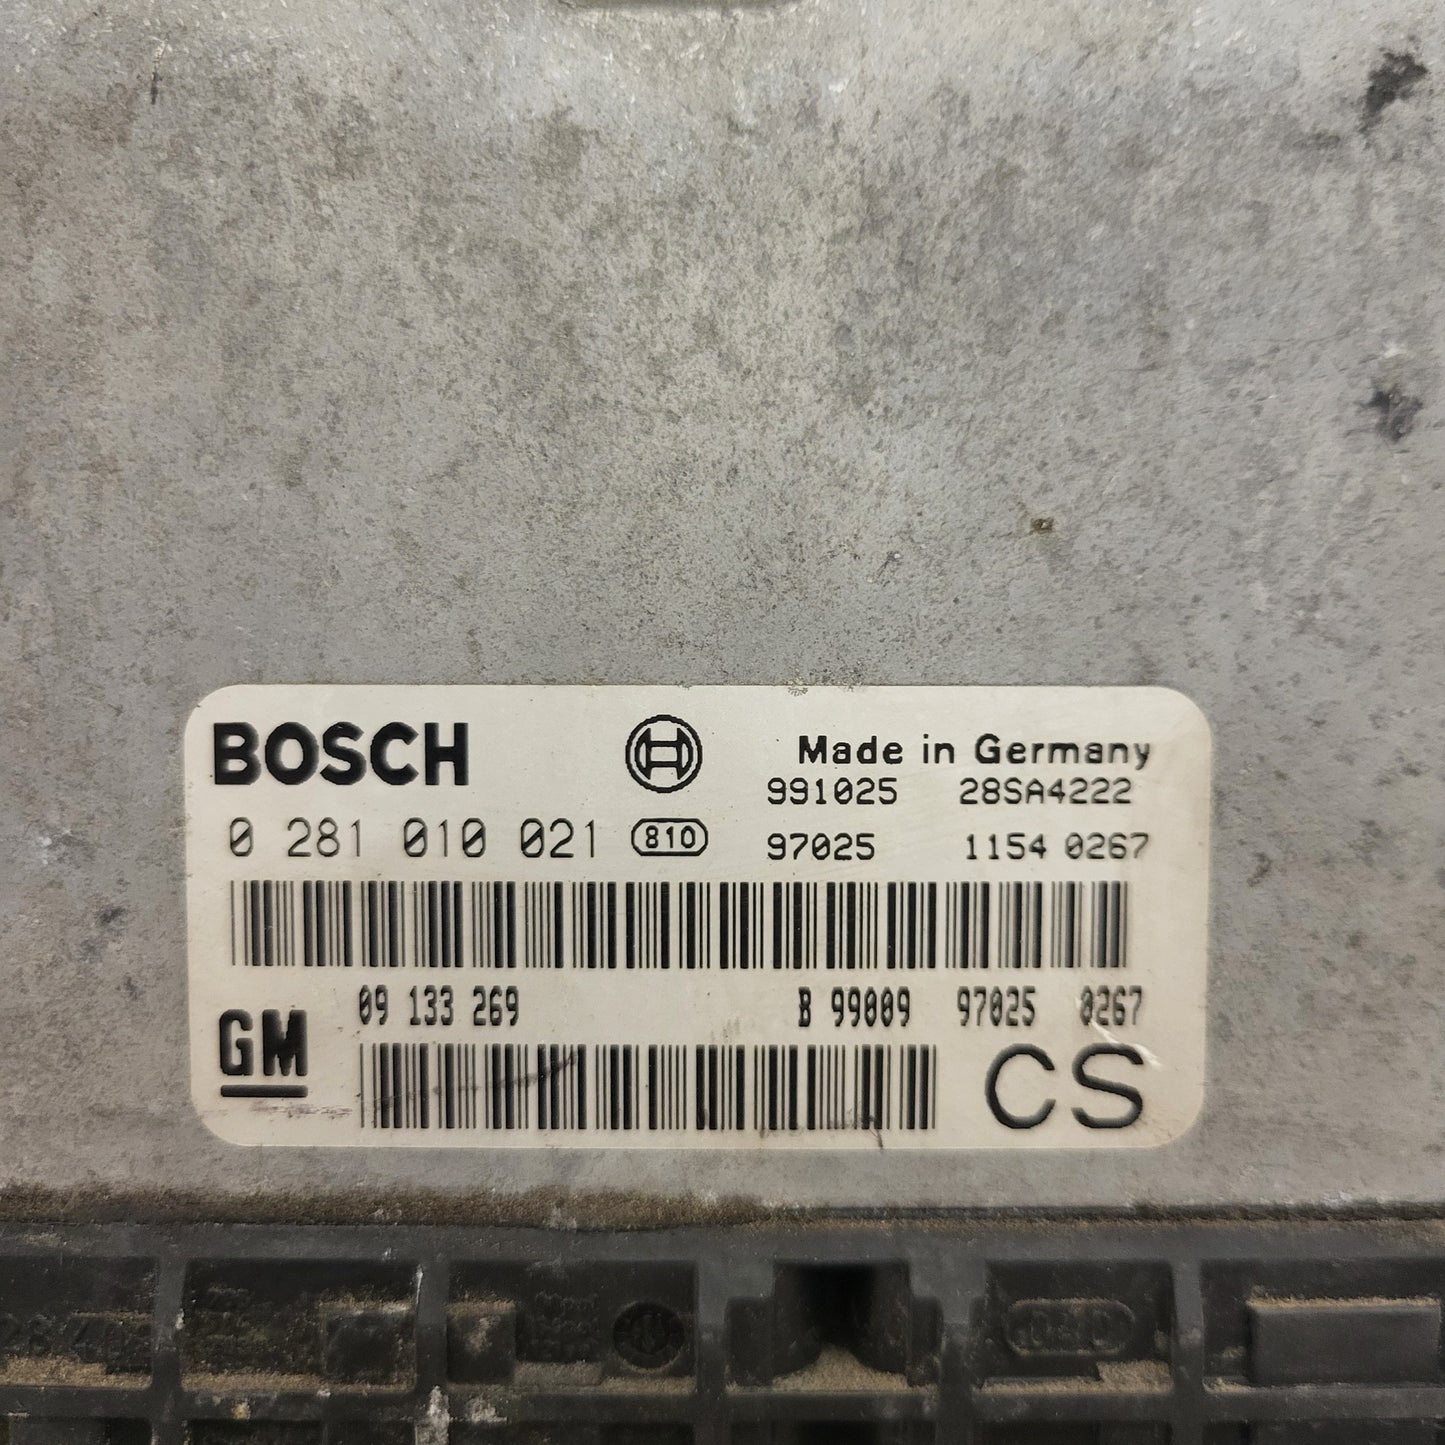 BOSCH
Made in Germany
991025 28SA4222
0 281 010 021 810 97025 1154 0267
09 133 269 B 99009 97025 0267
GM
CS